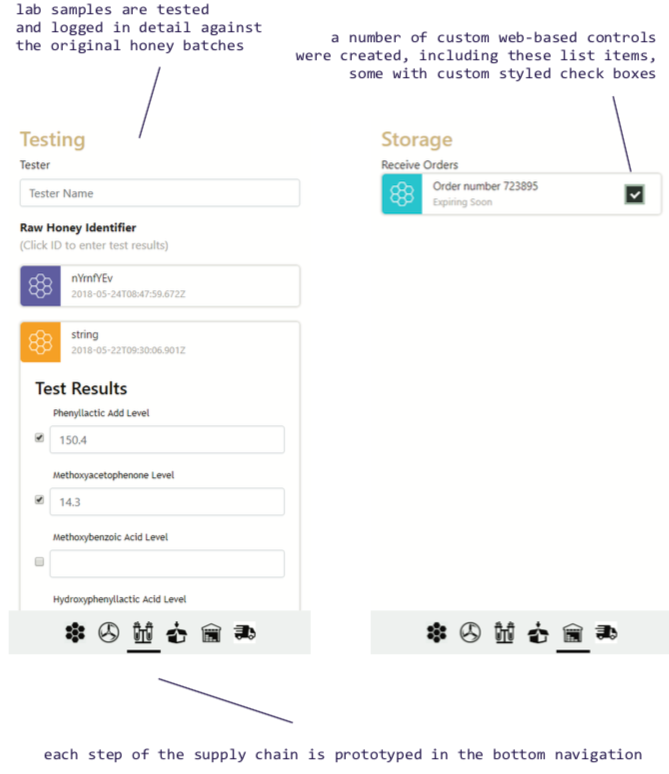 lab samples are tested
and logged in detail against
the original honey batches
a number of custom web-based controls
were created, including these list items,
some with custom styled check boxes
Testing
Tester
Tester Name
Raw Honey Identifier
(Click ID to enter test results)
nYrnfYEv
2018-05-24T08:47:59.672Z
string
2018-05-22T09:30:06.901Z
Test Results
Phenyllactic Add Level
150.4
Methoxyacetophenone Level
14.3
Methoxybenzoic Acid Level
Hydroxyphenyllactic Acid Level
Storage
Receive Orders
Order number 723895
Expiring Soon
each step of the supply chain is prototyped in the bottom navigation